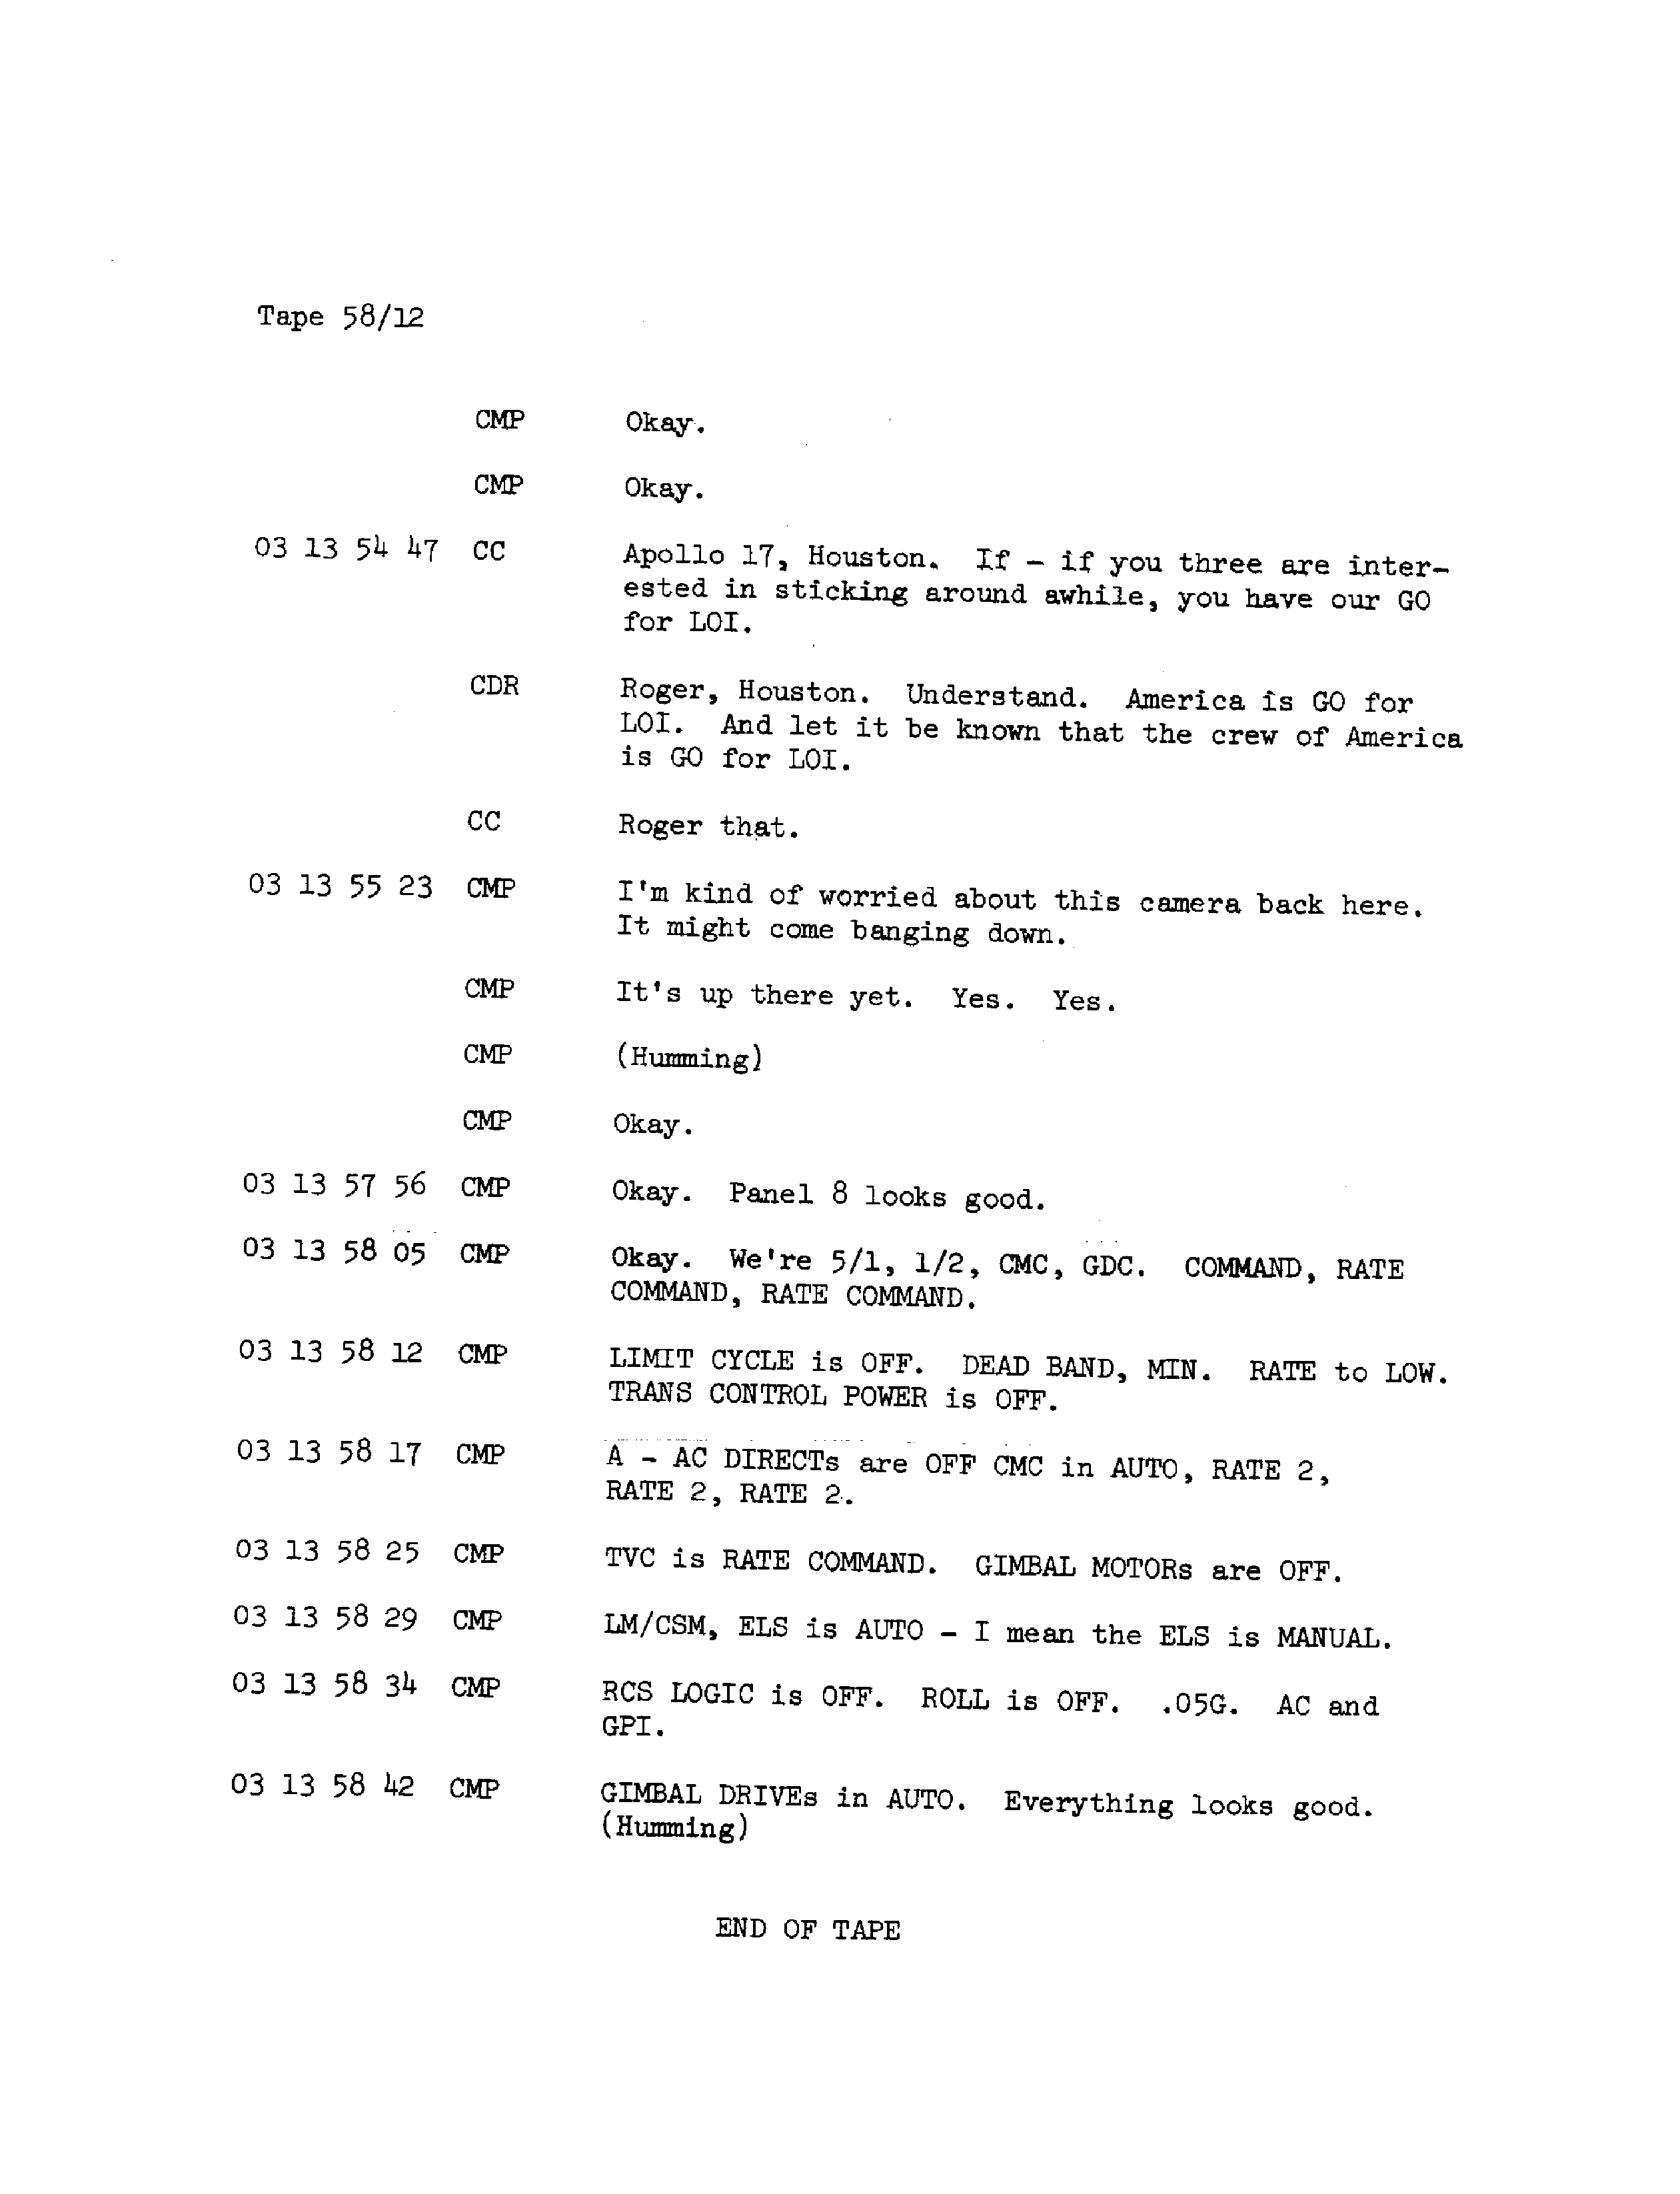 Tape 58/12
CMP Okay.
CMP Okay.
03 13 54 47 CC Apollo 17, Houston. If - if you three are inter-
ested in sticking around awhile, you have our GO
for LOI.
CDR Roger, Houston. Understand. America is GO for
LOI. And let it be known that the crew of America
is GO for LOI.
CC Roger that.
03 13 55 23 CMP I'm kind of worried about this camera back here.
It might come banging down.
CMP It's up there yet. Yes. Yes.
CMP (Humming)
CMP Okay.
03 13 57 56 CMP Okay. Panel 8 looks good.
03 13 58 05 CMP Okay. We're 5/1, 1/2, CMC, GDC. COMMAND, RATE
COMMAND, RATE COMMAND.
03 13 58 12 CMP LIMIT CYCLE is OFF. DEAD BAND, MIN. RATE to LOW.
TRANS CONTROL POWER is OFF.
03 13 58 17 CMP A - AC DIRECTs are OFF CMC in AUTO, RATE 2,
RATE 2, RATE 2.
03 13 58 25 CMP TVC is RATE COMMAND. GIMBAL MOTORs are OFF.
03 13 58 29 CMP LM/CSM, ELS is AUTO - I mean the ELS is MANUAL.
03 13 58 34 CMP RCS LOGIC is OFF. ROLL is OFF. .05G. AC and
GPI.
03 13 58 42 CMP GIMBAL DRIVEs in AUTO. Everything looks good.
(Humming)
END OF TAPE